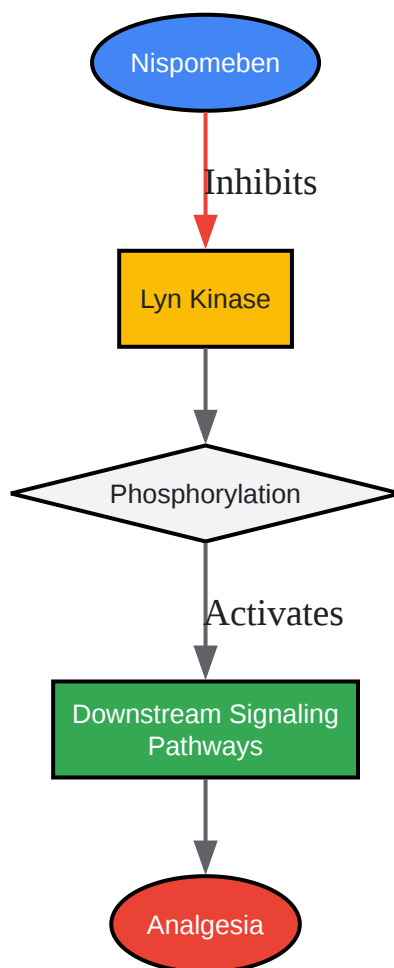 Nispomeben
Inhibits
Lyn Kinase
Phosphorylation
Activates
Downstream Signaling
Pathways
Analgesia